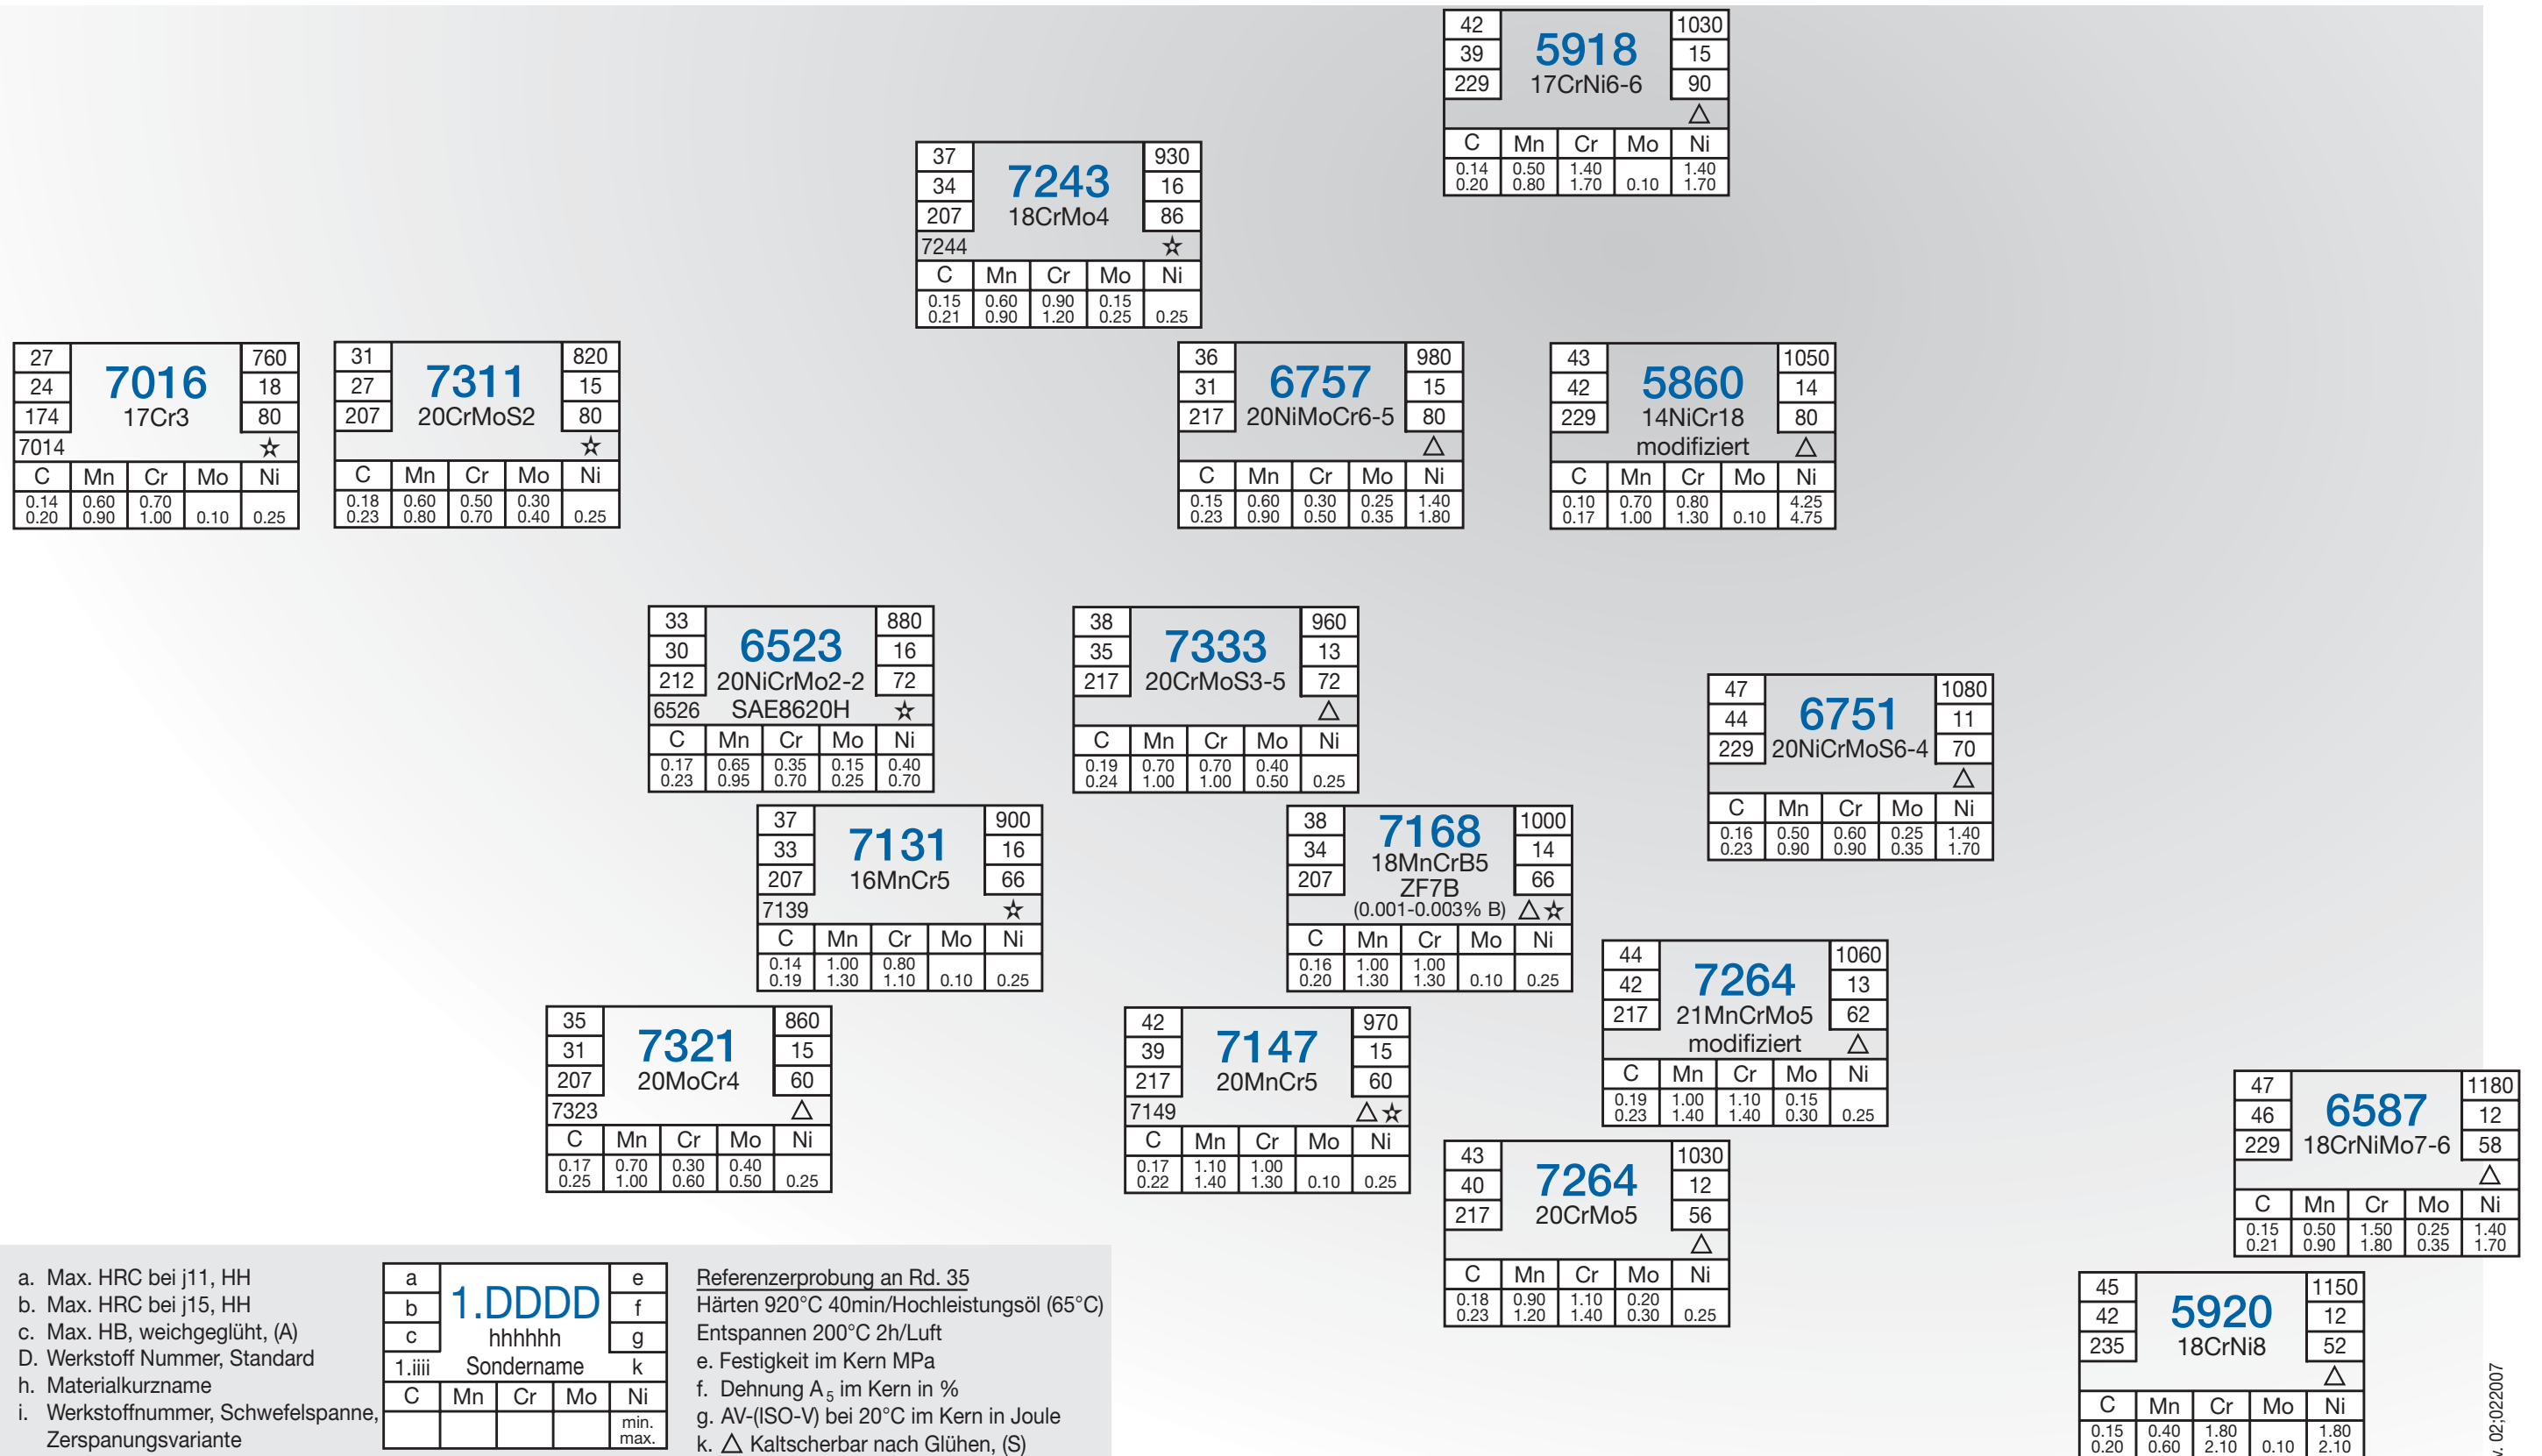 42 1030
39 5918 15
229 17CrNi6-6 90
△
C Mn Cr Mo Ni
0.14 0.50 1.40 1.40
0.20 0.80 1.70 0.10 1.70
37 930
34 7243 16
207 18CrMo4 86
7244 ☆
C Mn Cr Mo Ni
0.15 0.60 0.90 0.15
0.21 0.90 1.20 0.25 0.25
27 760
24 7016 18
174 17Cr3 80
7014 ☆
C Mn Cr Mo Ni
0.14 0.60 0.70
0.20 0.90 1.00 0.10 0.25
31 820
27 7311 15
207 20CrMoS2 80
☆
C Mn Cr Mo Ni
0.18 0.60 0.50 0.30
0.23 0.80 0.70 0.40 0.25
36 980
31 6757 15
217 20NiMoCr6-5 80
△
C Mn Cr Mo Ni
0.15 0.60 0.30 0.25 1.40
0.23 0.90 0.50 0.35 1.80
43 1050
42 5860 14
229 14NiCr18 80
modifiziert △
C Mn Cr Mo Ni
0.10 0.70 0.80 4.25
0.17 1.00 1.30 0.10 4.75
33 880
30 6523 16
212 20NiCrMo2-2 72
6526 SAE8620H ☆
C Mn Cr Mo Ni
0.17 0.65 0.35 0.15 0.40
0.23 0.95 0.70 0.25 0.70
38 960
35 7333 13
217 20CrMoS3-5 72
△
C Mn Cr Mo Ni
0.19 0.70 0.70 0.40
0.24 1.00 1.00 0.50 0.25
47 1080
44 6751 11
229 20NiCrMoS6-4 70
△
C Mn Cr Mo Ni
0.16 0.50 0.60 0.25 1.40
0.23 0.90 0.90 0.35 1.70
37 900
33 7131 16
207 16MnCr5 66
7139 ☆
C Mn Cr Mo Ni
0.14 1.00 0.80
0.19 1.30 1.10 0.10 0.25
38 7168 1000
34 18MnCrB5 14
207 ZF7B 66
(0.001-0.003% B) △☆
C Mn Cr Mo Ni
0.16 1.00 1.00
0.20 1.30 1.30 0.10 0.25
44 1060
42 7264 13
217 21MnCrMo5 62
modifiziert △
C Mn Cr Mo Ni
0.19 1.00 1.10 0.15
0.23 1.40 1.40 0.30 0.25
35 860
31 7321 15
207 20MoCr4 60
7323 △
C Mn Cr Mo Ni
0.17 0.70 0.30 0.40
0.25 1.00 0.60 0.50 0.25
42 970
39 7147 15
217 20MnCr5 60
7149 △☆
C Mn Cr Mo Ni
0.17 1.10 1.00
0.22 1.40 1.30 0.10 0.25
47 1180
46 6587 12
229 18CrNiMo7-6 58
△
C Mn Cr Mo Ni
0.15 0.50 1.50 0.25 1.40
0.21 0.90 1.80 0.35 1.70
43 1030
40 7264 12
217 20CrMo5 56
△
C Mn Cr Mo Ni
0.18 0.90 1.10 0.20
0.23 1.20 1.40 0.30 0.25
45 1150
42 5920 12
235 18CrNi8 52
△
C Mn Cr Mo Ni
0.15 0.40 1.80 1.80
0.20 0.60 2.10 0.10 2.10
a. Max. HRC bei j11, HH
b. Max. HRC bei j15, HH
c. Max. HB, weichgeglüht, (A)
D. Werkstoff Nummer, Standard
h. Materialkurzname
i. Werkstoffnummer, Schwefelspanne,
Zerspanungsvariante
a e
b 1.DDDD f
c hhhhhh g
1.iiii Sondername k
C Mn Cr Mo Ni
min.
max.
Referenzerprobung an Rd. 35
Härten 920°C 40min/Hochleistungsöl (65°C)
Entspannen 200°C 2h/Luft
e. Festigkeit im Kern MPa
f. Dehnung A5 im Kern in %
g. AV-(ISO-V) bei 20°C im Kern in Joule
k. △ Kaltscherbar nach Glühen, (S)
02;022007